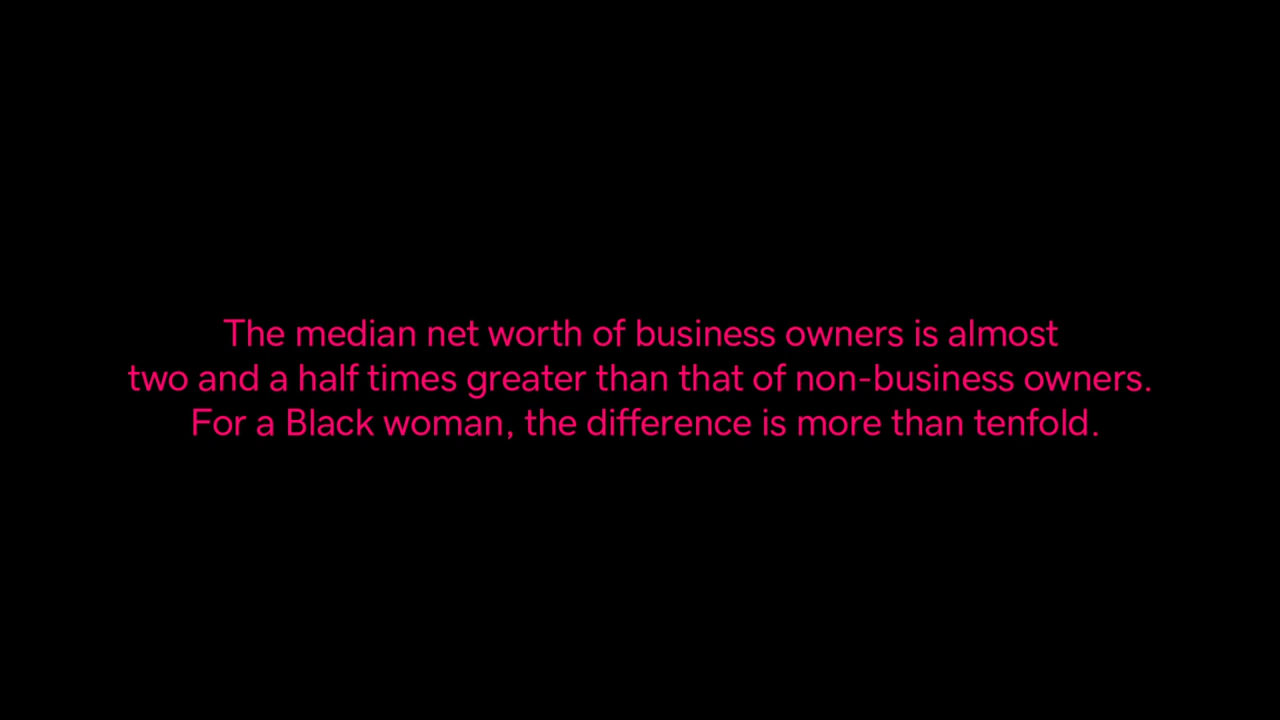 The median net worth of business owners is almost
two and a half times greater than that of non-business owners.
For a Black woman, the difference is more than tenfold.